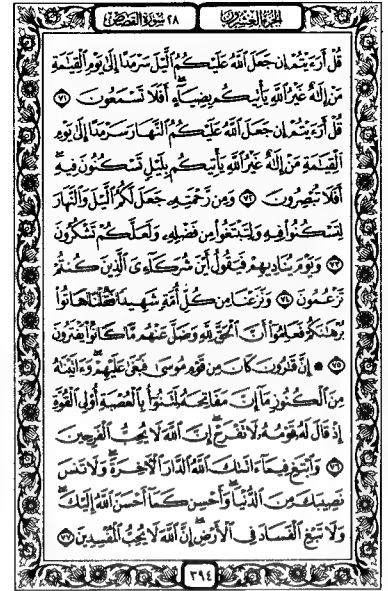 الجزء العشرون ٢٨ سورة القصص
قُلْ أَرَءَيْتُمْ إِن جَعَلَ ٱللَّهُ عَلَيْكُمُ ٱلَّيْلَ سَرْمَدًا إِلَىٰ يَوْمِ ٱلْقِيَٰمَةِ
مَنْ إِلَٰهٌ غَيْرُ ٱللَّهِ يَأْتِيكُم بِضِيَآءٍ ۖ أَفَلَا تَسْمَعُونَ ٧١
قُلْ أَرَءَيْتُمْ إِن جَعَلَ ٱللَّهُ عَلَيْكُمُ ٱلنَّهَارَ سَرْمَدًا إِلَىٰ يَوْمِ
ٱلْقِيَٰمَةِ مَنْ إِلَٰهٌ غَيْرُ ٱللَّهِ يَأْتِيكُم بِلَيْلٍ تَسْكُنُونَ فِيهِ ۖ
أَفَلَا تُبْصِرُونَ ٧٢ وَمِن رَّحْمَتِهِۦ جَعَلَ لَكُمُ ٱلَّيْلَ وَٱلنَّهَارَ
لِتَسْكُنُوا۟ فِيهِ وَلِتَبْتَغُوا۟ مِن فَضْلِهِۦ وَلَعَلَّكُمْ تَشْكُرُونَ
٧٣ وَيَوْمَ يُنَادِيهِمْ فَيَقُولُ أَيْنَ شُرَكَآءِىَ ٱلَّذِينَ كُنتُمْ
تَزْعُمُونَ ٧٤ وَنَزَعْنَا مِن كُلِّ أُمَّةٍ شَهِيدًا فَقُلْنَا هَاتُوا۟
بُرْهَٰنَكُمْ فَعَلِمُوٓا۟ أَنَّ ٱلْحَقَّ لِلَّهِ وَضَلَّ عَنْهُم مَّا كَانُوا۟ يَفْتَرُونَ
٧٥ ۞ إِنَّ قَٰرُونَ كَانَ مِن قَوْمِ مُوسَىٰ فَبَغَىٰ عَلَيْهِمْ ۖ وَءَاتَيْنَٰهُ
مِنَ ٱلْكُنُوزِ مَآ إِنَّ مَفَاتِحَهُۥ لَتَنُوٓأُ بِٱلْعُصْبَةِ أُو۟لِى ٱلْقُوَّةِ
إِذْ قَالَ لَهُۥ قَوْمُهُۥ لَا تَفْرَحْ ۖ إِنَّ ٱللَّهَ لَا يُحِبُّ ٱلْفَرِحِينَ
٧٦ وَٱبْتَغِ فِيمَآ ءَاتَىٰكَ ٱللَّهُ ٱلدَّارَ ٱلْءَاخِرَةَ ۖ وَلَا تَنسَ
نَصِيبَكَ مِنَ ٱلدُّنْيَا ۖ وَأَحْسِن كَمَآ أَحْسَنَ ٱللَّهُ إِلَيْكَ ۖ
وَلَا تَبْغِ ٱلْفَسَادَ فِى ٱلْأَرْضِ ۖ إِنَّ ٱللَّهَ لَا يُحِبُّ ٱلْمُفْسِدِينَ ٧٧
٣٩٤